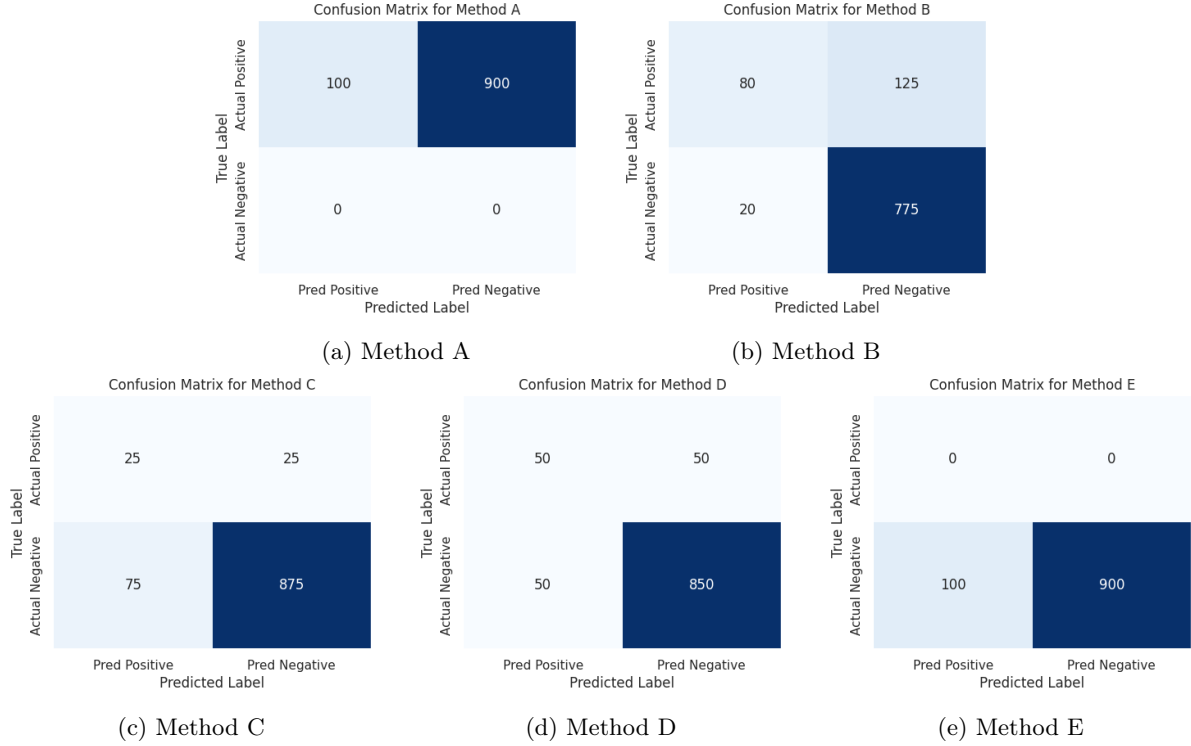 Confusion Matrix for Method A
True Label
Actual Positive
Actual Negative
100 900
0 0
Pred Positive Pred Negative
Predicted Label
(a) Method A
Confusion Matrix for Method B
True Label
Actual Positive
Actual Negative
80 125
20 775
Pred Positive Pred Negative
Predicted Label
(b) Method B
Confusion Matrix for Method C
True Label
Actual Positive
Actual Negative
25 25
75 875
Pred Positive Pred Negative
Predicted Label
(c) Method C
Confusion Matrix for Method D
True Label
Actual Positive
Actual Negative
50 50
50 850
Pred Positive Pred Negative
Predicted Label
(d) Method D
Confusion Matrix for Method E
True Label
Actual Positive
Actual Negative
0 0
100 900
Pred Positive Pred Negative
Predicted Label
(e) Method E